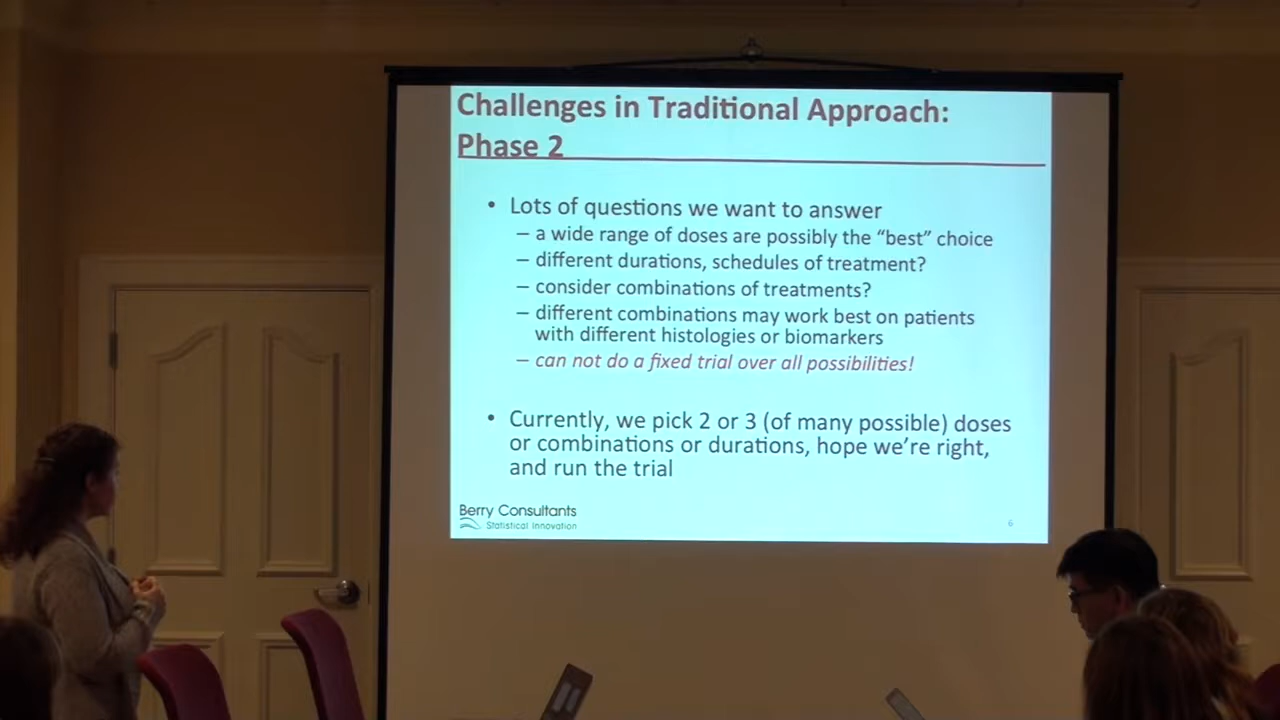 Challenges in Traditional Approach:
Phase 2
• Lots of questions we want to answer
– a wide range of doses are possibly the “best” choice
– different durations, schedules of treatment?
– consider combinations of treatments?
– different combinations may work best on patients
with different histologies or biomarkers
– can not do a fixed trial over all possibilities!
• Currently, we pick 2 or 3 (of many possible) doses
or combinations or durations, hope we’re right,
and run the trial
Berry Consultants
Statistical Innovation
6